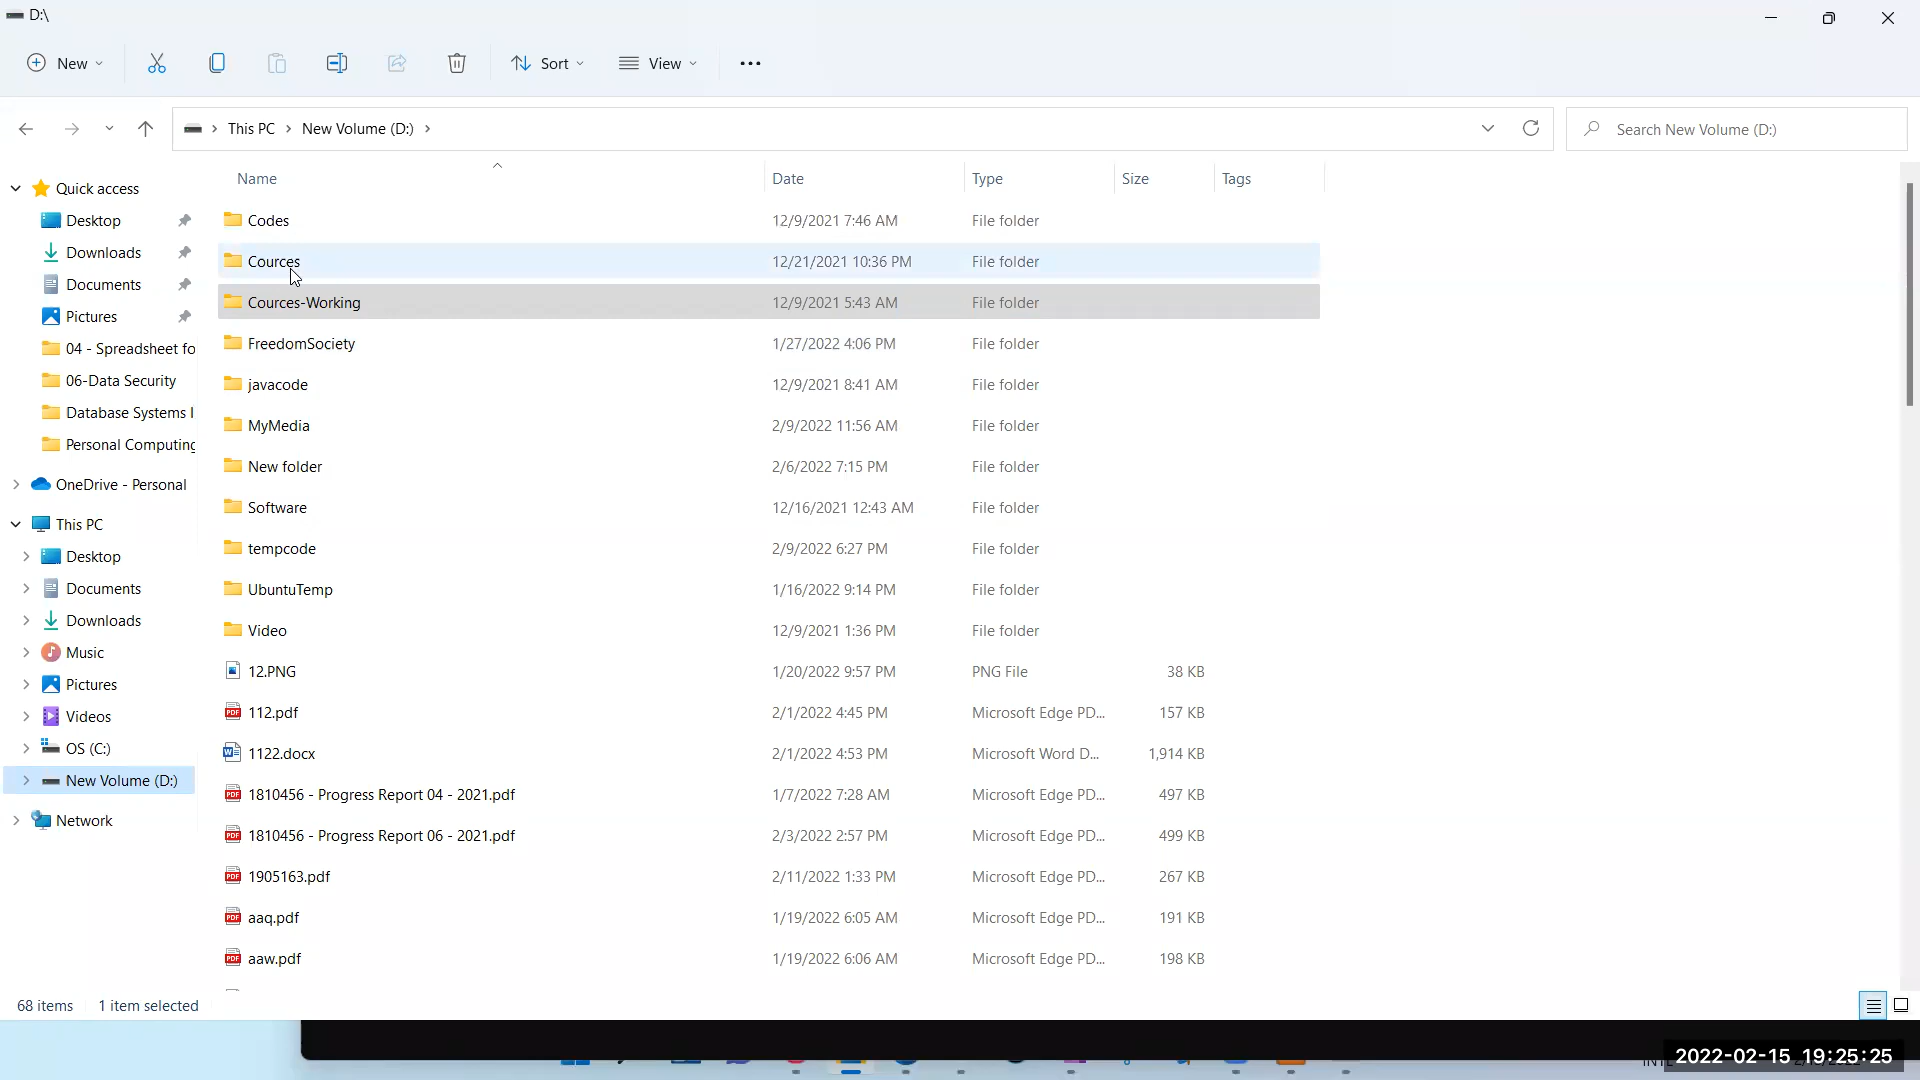 D:\
New
Sort
View
This PC
New Volume (D:)
Search New Volume (D:)
Quick access
Desktop
Downloads
Documents
Pictures
04 - Spreadsheet fo
06-Data Security
Database Systems I
Personal Computing
OneDrive - Personal
This PC
Desktop
Documents
Downloads
Music
Pictures
Videos
OS (C:)
New Volume (D:)
Network
Name Date Type Size Tags
Codes 12/9/2021 7:46 AM File folder
Cources 12/21/2021 10:36 PM File folder
Cources-Working 12/9/2021 5:43 AM File folder
FreedomSociety 1/27/2022 4:06 PM File folder
javacode 12/9/2021 8:41 AM File folder
MyMedia 2/9/2022 11:56 AM File folder
New folder 2/6/2022 7:15 PM File folder
Software 12/16/2021 12:43 AM File folder
tempcode 2/9/2022 6:27 PM File folder
UbuntuTemp 1/16/2022 9:14 PM File folder
Video 12/9/2021 1:36 PM File folder
12.PNG 1/20/2022 9:57 PM PNG File 38 KB
112.pdf 2/1/2022 4:45 PM Microsoft Edge PD... 157 KB
1122.docx 2/1/2022 4:53 PM Microsoft Word D... 1,914 KB
1810456 - Progress Report 04 - 2021.pdf 1/7/2022 7:28 AM Microsoft Edge PD... 497 KB
1810456 - Progress Report 06 - 2021.pdf 2/3/2022 2:57 PM Microsoft Edge PD... 499 KB
1905163.pdf 2/11/2022 1:33 PM Microsoft Edge PD... 267 KB
aaq.pdf 1/19/2022 6:05 AM Microsoft Edge PD... 191 KB
aaw.pdf 1/19/2022 6:06 AM Microsoft Edge PD... 198 KB
68 items 1 item selected
2022-02-15 19:25:25